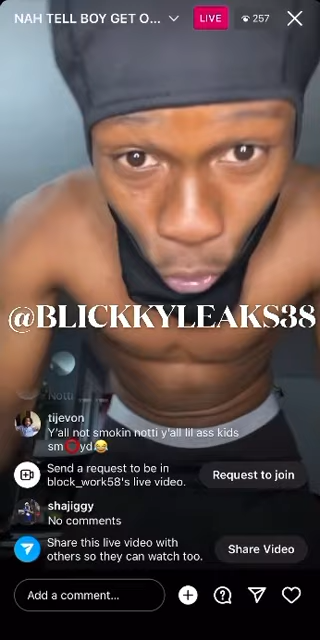 NAH TELL BOY GET O...
LIVE
257
@BLICKKYLEAKS38
Notti
tijevon
Y'all not smokin notti y'all lil ass kids
sm⭕yd😂
Send a request to be in
block_work58's live video.
Request to join
shajiggy
No comments
Share this live video with
others so they can watch too.
Share Video
Add a comment...